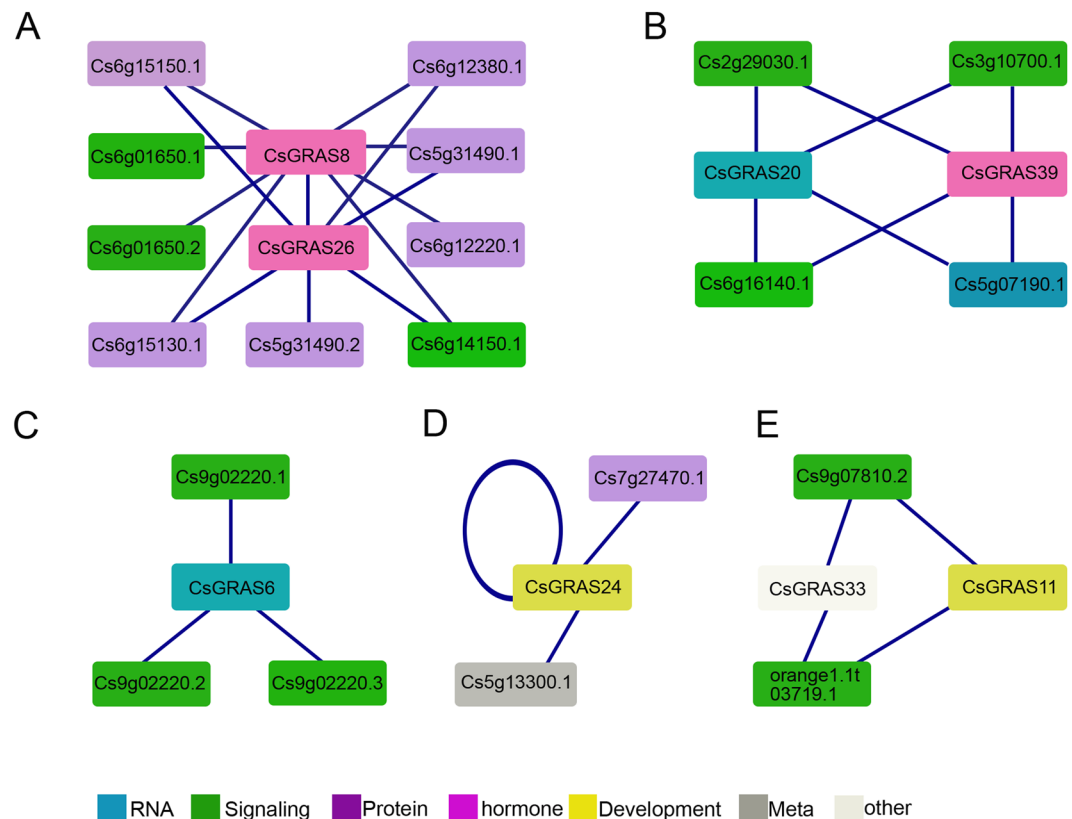 A
Cs6g15150.1
Cs6g12380.1
Cs6g01650.1
CsGRAS8
Cs5g31490.1
Cs6g01650.2
CsGRAS26
Cs6g12220.1
Cs6g15130.1
Cs5g31490.2
Cs6g14150.1
B
Cs2g29030.1
Cs3g10700.1
CsGRAS20
CsGRAS39
Cs6g16140.1
Cs5g07190.1
C
Cs9g02220.1
CsGRAS6
Cs9g02220.2
Cs9g02220.3
D
Cs7g27470.1
CsGRAS24
Cs5g13300.1
E
Cs9g07810.2
CsGRAS33
CsGRAS11
orange1.1t
03719.1
RNA
Signaling
Protein
hormone
Development
Meta
other